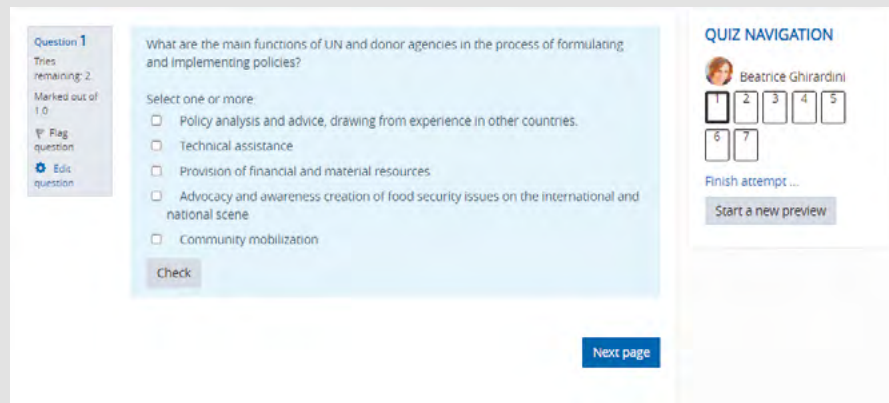 Question 1
Tries
remaining: 2
Marked out of
1.0
Flag
question
Edit
question
What are the main functions of UN and donor agencies in the process of formulating
and implementing policies?
Select one or more:
Policy analysis and advice, drawing from experience in other countries.
Technical assistance
Provision of financial and material resources
Advocacy and awareness creation of food security issues on the international and
national scene
Community mobilization
Check
Next page
QUIZ NAVIGATION
Beatrice Ghirardini
1 2 3 4 5
6 7
Finish attempt ...
Start a new preview